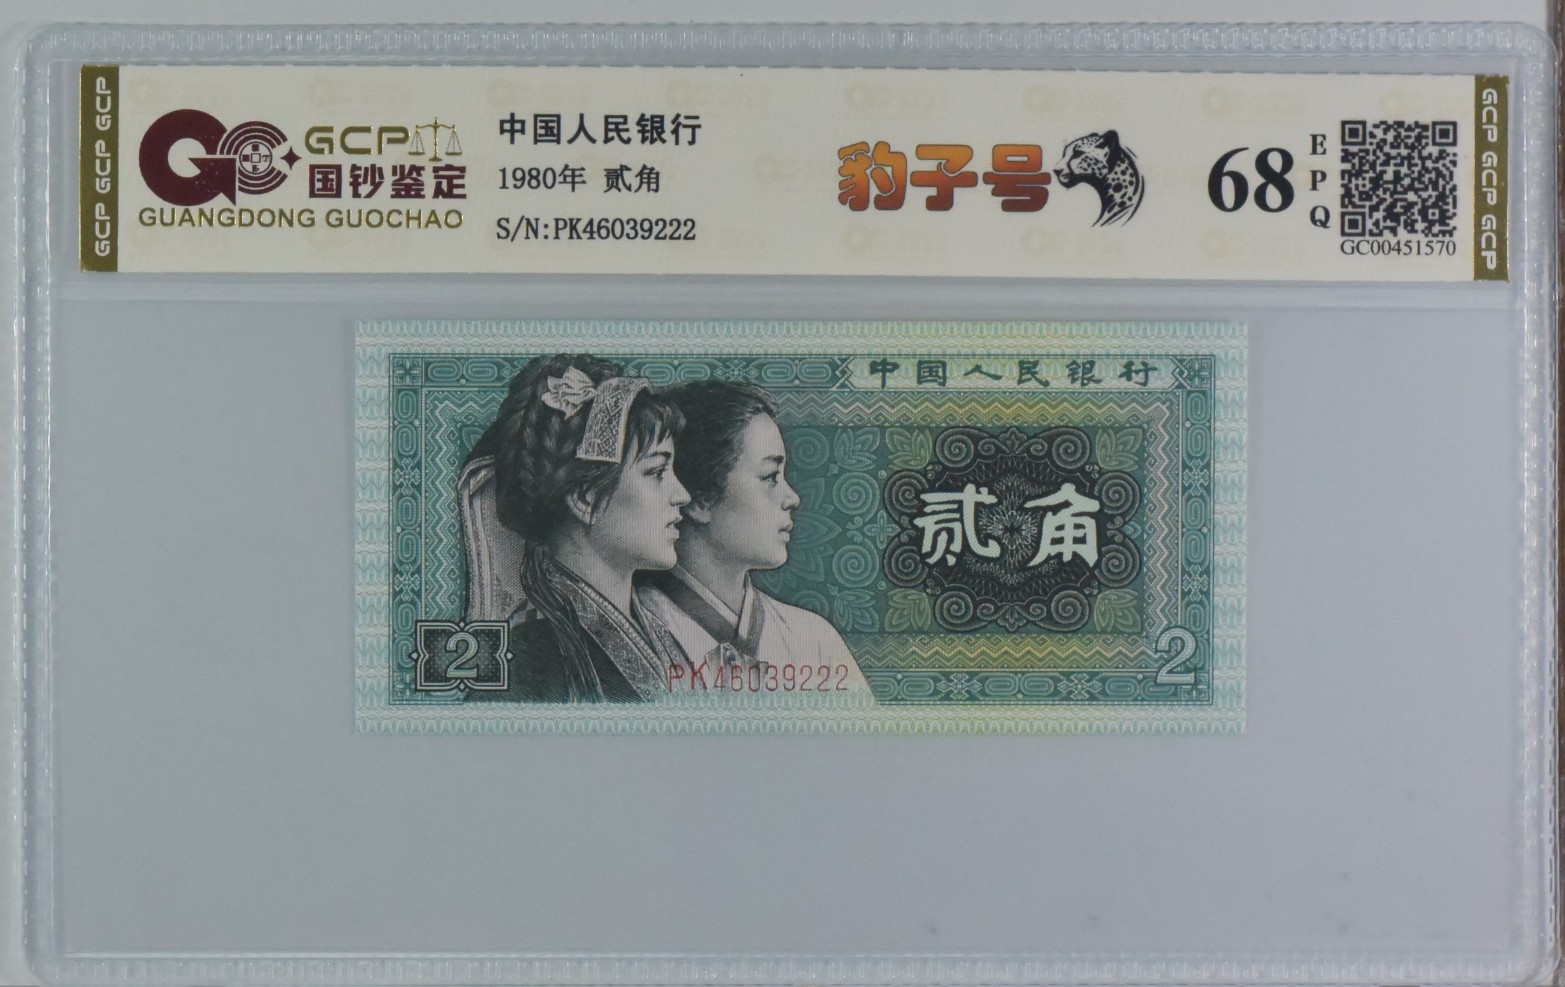 GCP GCP GCP
GCP
国钞鉴定
GUANGDONG GUOCHAO
中国人民银行
1980年 贰角
S/N:PK46039222
豹子号
68
E
P
Q
GC00451570
GCP GCP GCP
中国人民银行
贰角
2
PK46039222
2